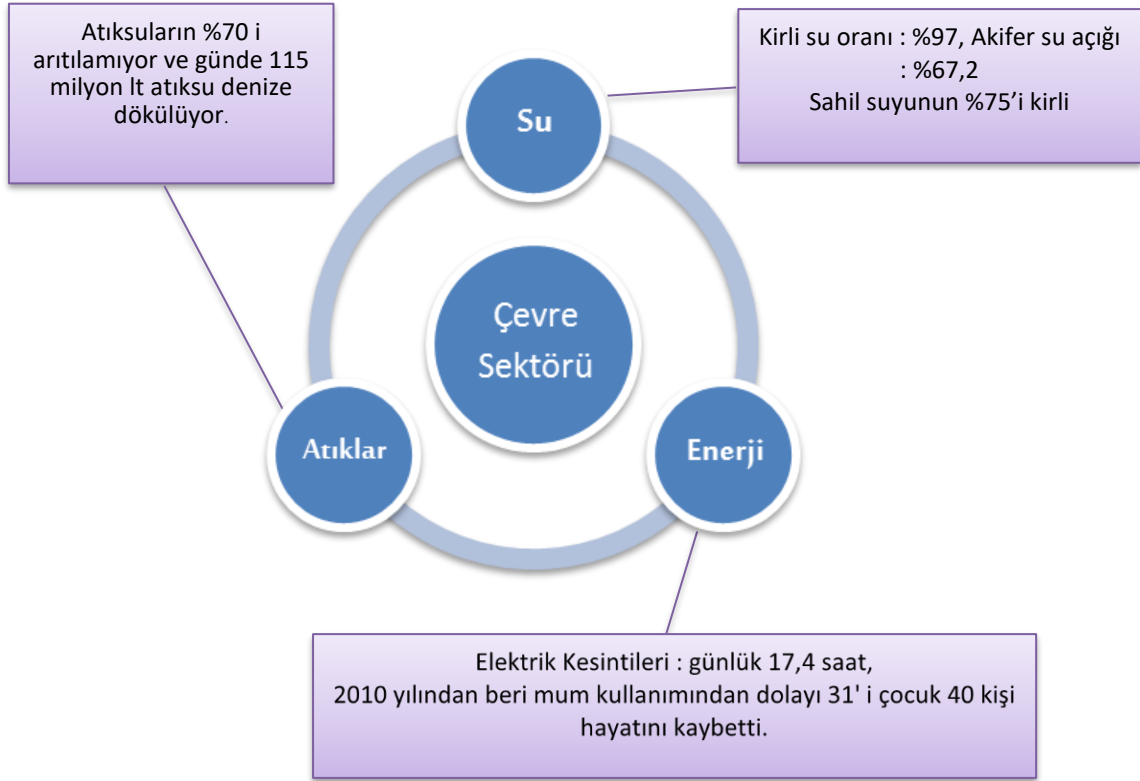 Atıksuların %70 i
arıtılamıyor ve günde 115
milyon lt atıksu denize
dökülüyor.
Kirli su oranı : %97, Akifer su açığı
: %67,2
Sahil suyunun %75’i kirli
Su
Çevre
Sektörü
Atıklar
Enerji
Elektrik Kesintileri : günlük 17,4 saat,
2010 yılından beri mum kullanımından dolayı 31' i çocuk 40 kişi
hayatını kaybetti.